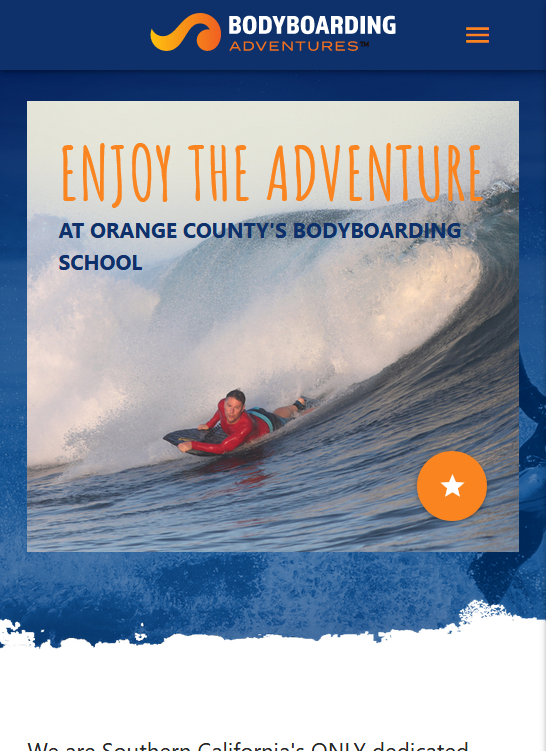 BODYBOARDING
ADVENTURES™
ENJOY THE ADVENTURE
AT ORANGE COUNTY'S BODYBOARDING
SCHOOL
We are Southern California's ONLY dedicated